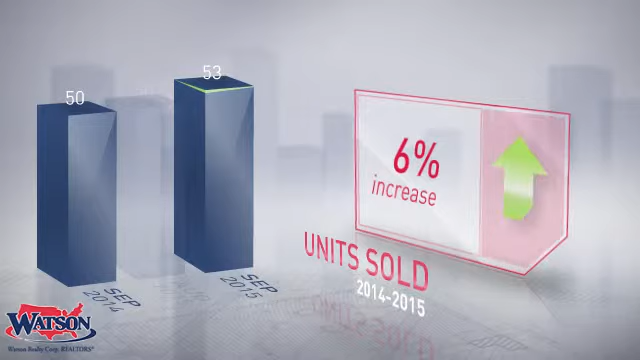 50
53
6%
increase
UNITS SOLD
2014-2015
SEP
2014
SEP
2015
WATSON
Watson Realty Corp. REALTORS®